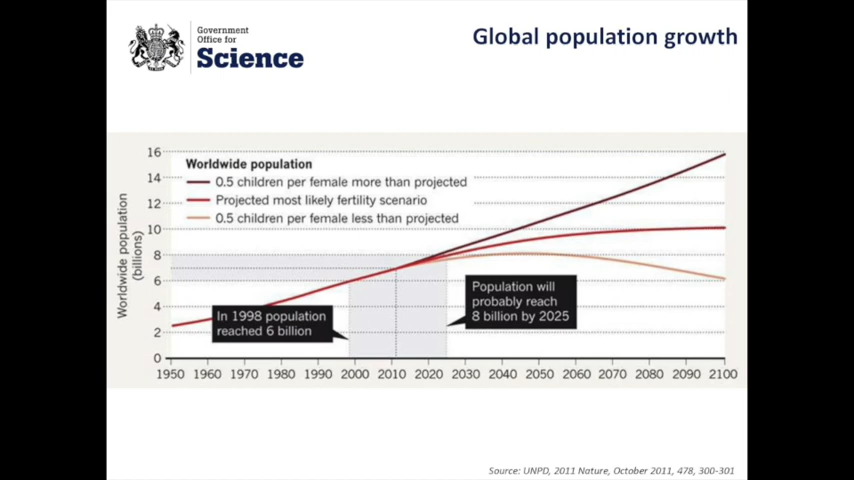 Government
Office for
Science
Global population growth
Worldwide population
0.5 children per female more than projected
Projected most likely fertility scenario
0.5 children per female less than projected
Worldwide population
(billions)
16
14
12
10
8
6
4
2
0
In 1998 population
reached 6 billion
Population will
probably reach
8 billion by 2025
1950 1960 1970 1980 1990 2000 2010 2020 2030 2040 2050 2060 2070 2080 2090 2100
Source: UNPD, 2011 Nature, October 2011, 478, 300-301